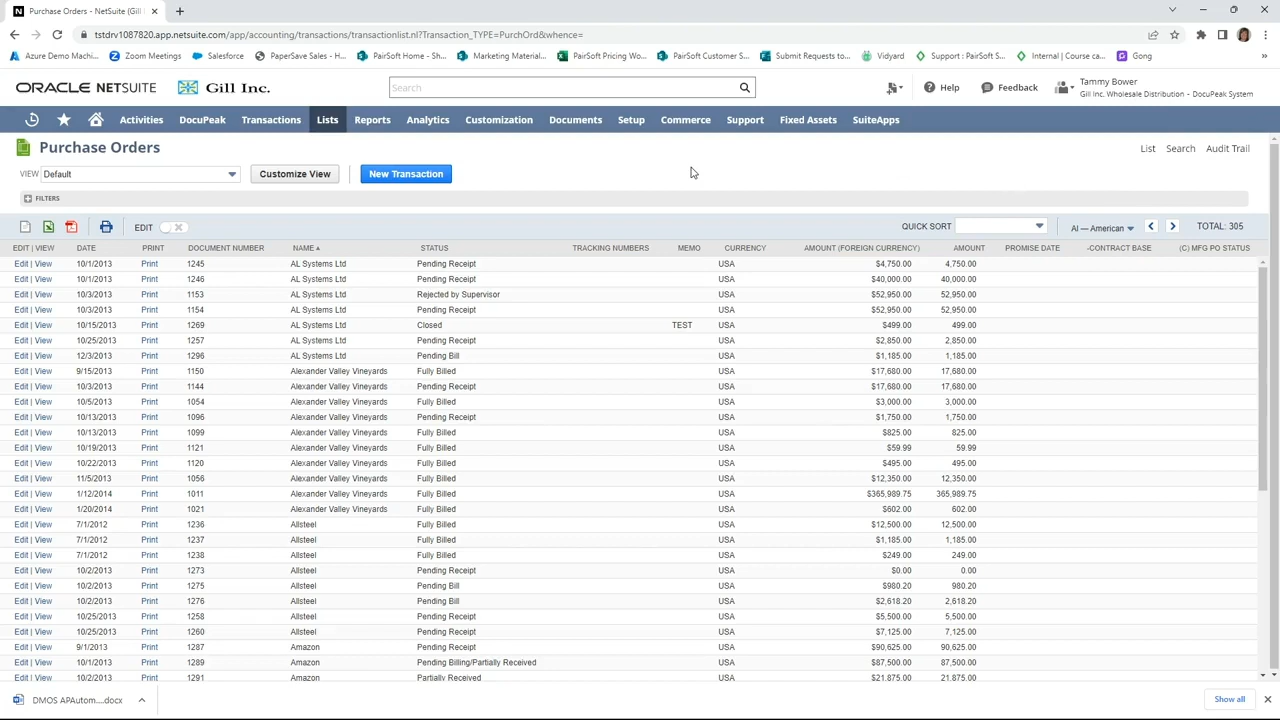 Purchase Orders - NetSuite (Gill I
tstdrv1087820.app.netsuite.com/app/accounting/transactions/transactionlist.nl?Transaction_TYPE=PurchOrd&whence=
Azure Demo Machi... Zoom Meetings Salesforce PaperSave Sales - H... PairSoft Home - Sh... Marketing Material... PairSoft Pricing Wo... PairSoft Customer S... Submit Requests to... Vidyard Support : PairSoft S... Internal | Course ca... Gong »
ORACLE NETSUITE Gill Inc. Search Help Feedback Tammy Bower
Gill Inc. Wholesale Distribution - DocuPeak System
Activities DocuPeak Transactions Lists Reports Analytics Customization Documents Setup Commerce Support Fixed Assets SuiteApps
Purchase Orders List Search Audit Trail
VIEW Default Customize View New Transaction
FILTERS
EDIT QUICK SORT Al — American TOTAL: 305
EDIT | VIEW DATE PRINT DOCUMENT NUMBER NAME STATUS TRACKING NUMBERS MEMO CURRENCY AMOUNT (FOREIGN CURRENCY) AMOUNT PROMISE DATE -CONTRACT BASE (C) MFG PO STATUS
Edit | View 10/1/2013 Print 1245 AL Systems Ltd Pending Receipt USA $4,750.00 4,750.00
Edit | View 10/1/2013 Print 1246 AL Systems Ltd Pending Receipt USA $40,000.00 40,000.00
Edit | View 10/3/2013 Print 1153 AL Systems Ltd Rejected by Supervisor USA $52,950.00 52,950.00
Edit | View 10/3/2013 Print 1154 AL Systems Ltd Pending Receipt USA $52,950.00 52,950.00
Edit | View 10/15/2013 Print 1269 AL Systems Ltd Closed TEST USA $499.00 499.00
Edit | View 10/25/2013 Print 1257 AL Systems Ltd Pending Receipt USA $2,850.00 2,850.00
Edit | View 12/3/2013 Print 1296 AL Systems Ltd Pending Bill USA $1,185.00 1,185.00
Edit | View 9/15/2013 Print 1150 Alexander Valley Vineyards Fully Billed USA $17,680.00 17,680.00
Edit | View 10/3/2013 Print 1144 Alexander Valley Vineyards Pending Receipt USA $17,680.00 17,680.00
Edit | View 10/5/2013 Print 1054 Alexander Valley Vineyards Fully Billed USA $3,000.00 3,000.00
Edit | View 10/13/2013 Print 1096 Alexander Valley Vineyards Pending Receipt USA $1,750.00 1,750.00
Edit | View 10/13/2013 Print 1099 Alexander Valley Vineyards Fully Billed USA $825.00 825.00
Edit | View 10/19/2013 Print 1121 Alexander Valley Vineyards Fully Billed USA $59.99 59.99
Edit | View 10/22/2013 Print 1120 Alexander Valley Vineyards Fully Billed USA $495.00 495.00
Edit | View 11/5/2013 Print 1056 Alexander Valley Vineyards Fully Billed USA $12,350.00 12,350.00
Edit | View 1/12/2014 Print 1011 Alexander Valley Vineyards Fully Billed USA $365,989.75 365,989.75
Edit | View 1/20/2014 Print 1021 Alexander Valley Vineyards Fully Billed USA $602.00 602.00
Edit | View 7/1/2012 Print 1236 Allsteel Fully Billed USA $12,500.00 12,500.00
Edit | View 7/1/2012 Print 1237 Allsteel Fully Billed USA $1,185.00 1,185.00
Edit | View 7/1/2012 Print 1238 Allsteel Fully Billed USA $249.00 249.00
Edit | View 10/2/2013 Print 1273 Allsteel Pending Receipt USA $0.00 0.00
Edit | View 10/2/2013 Print 1275 Allsteel Pending Bill USA $980.20 980.20
Edit | View 10/2/2013 Print 1276 Allsteel Pending Bill USA $2,618.20 2,618.20
Edit | View 10/25/2013 Print 1258 Allsteel Pending Receipt USA $5,500.00 5,500.00
Edit | View 10/25/2013 Print 1260 Allsteel Pending Receipt USA $7,125.00 7,125.00
Edit | View 9/1/2013 Print 1287 Amazon Pending Receipt USA $90,625.00 90,625.00
Edit | View 10/1/2013 Print 1289 Amazon Pending Billing/Partially Received USA $87,500.00 87,500.00
Edit | View 10/2/2013 Print 1291 Amazon Partially Received USA $21,875.00 21,875.00
DMOS APAutom....docx Show all